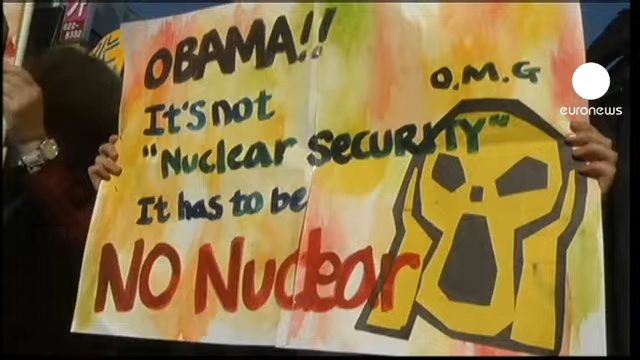 OBAMA!!
O.M.G
It's not
"Nuclear SECURITY"
It has to be
NO Nuclear
euronews